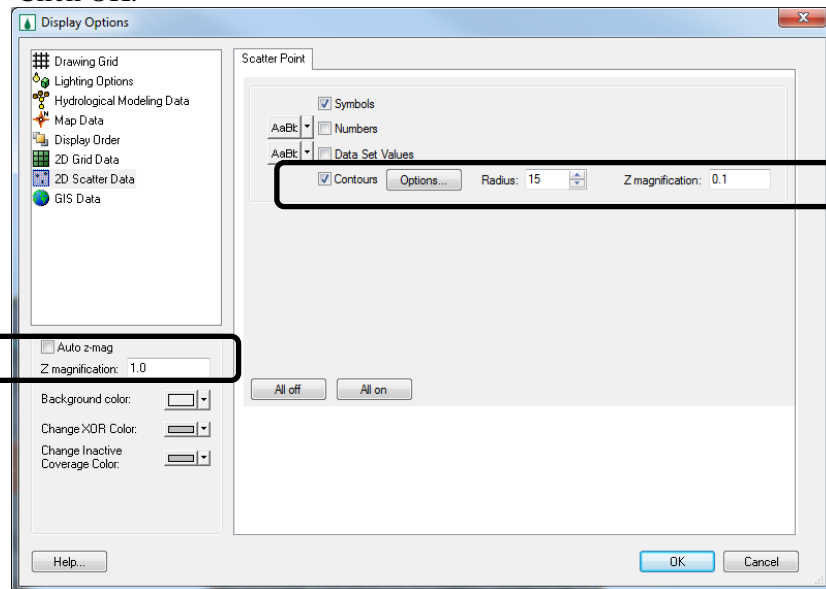 Click OK.
Display Options
Drawing Grid
Lighting Options
Hydrological Modeling Data
Map Data
Display Order
2D Grid Data
2D Scatter Data
GIS Data
Scatter Point
Symbols
AaBb Numbers
AaBb Data Set Values
Contours Options... Radius: 15 Z magnification: 0.1
Auto z-mag
Z magnification: 1.0
Background color:
Change XOR Color:
Change Inactive
Coverage Color:
All off All on
Help... OK Cancel